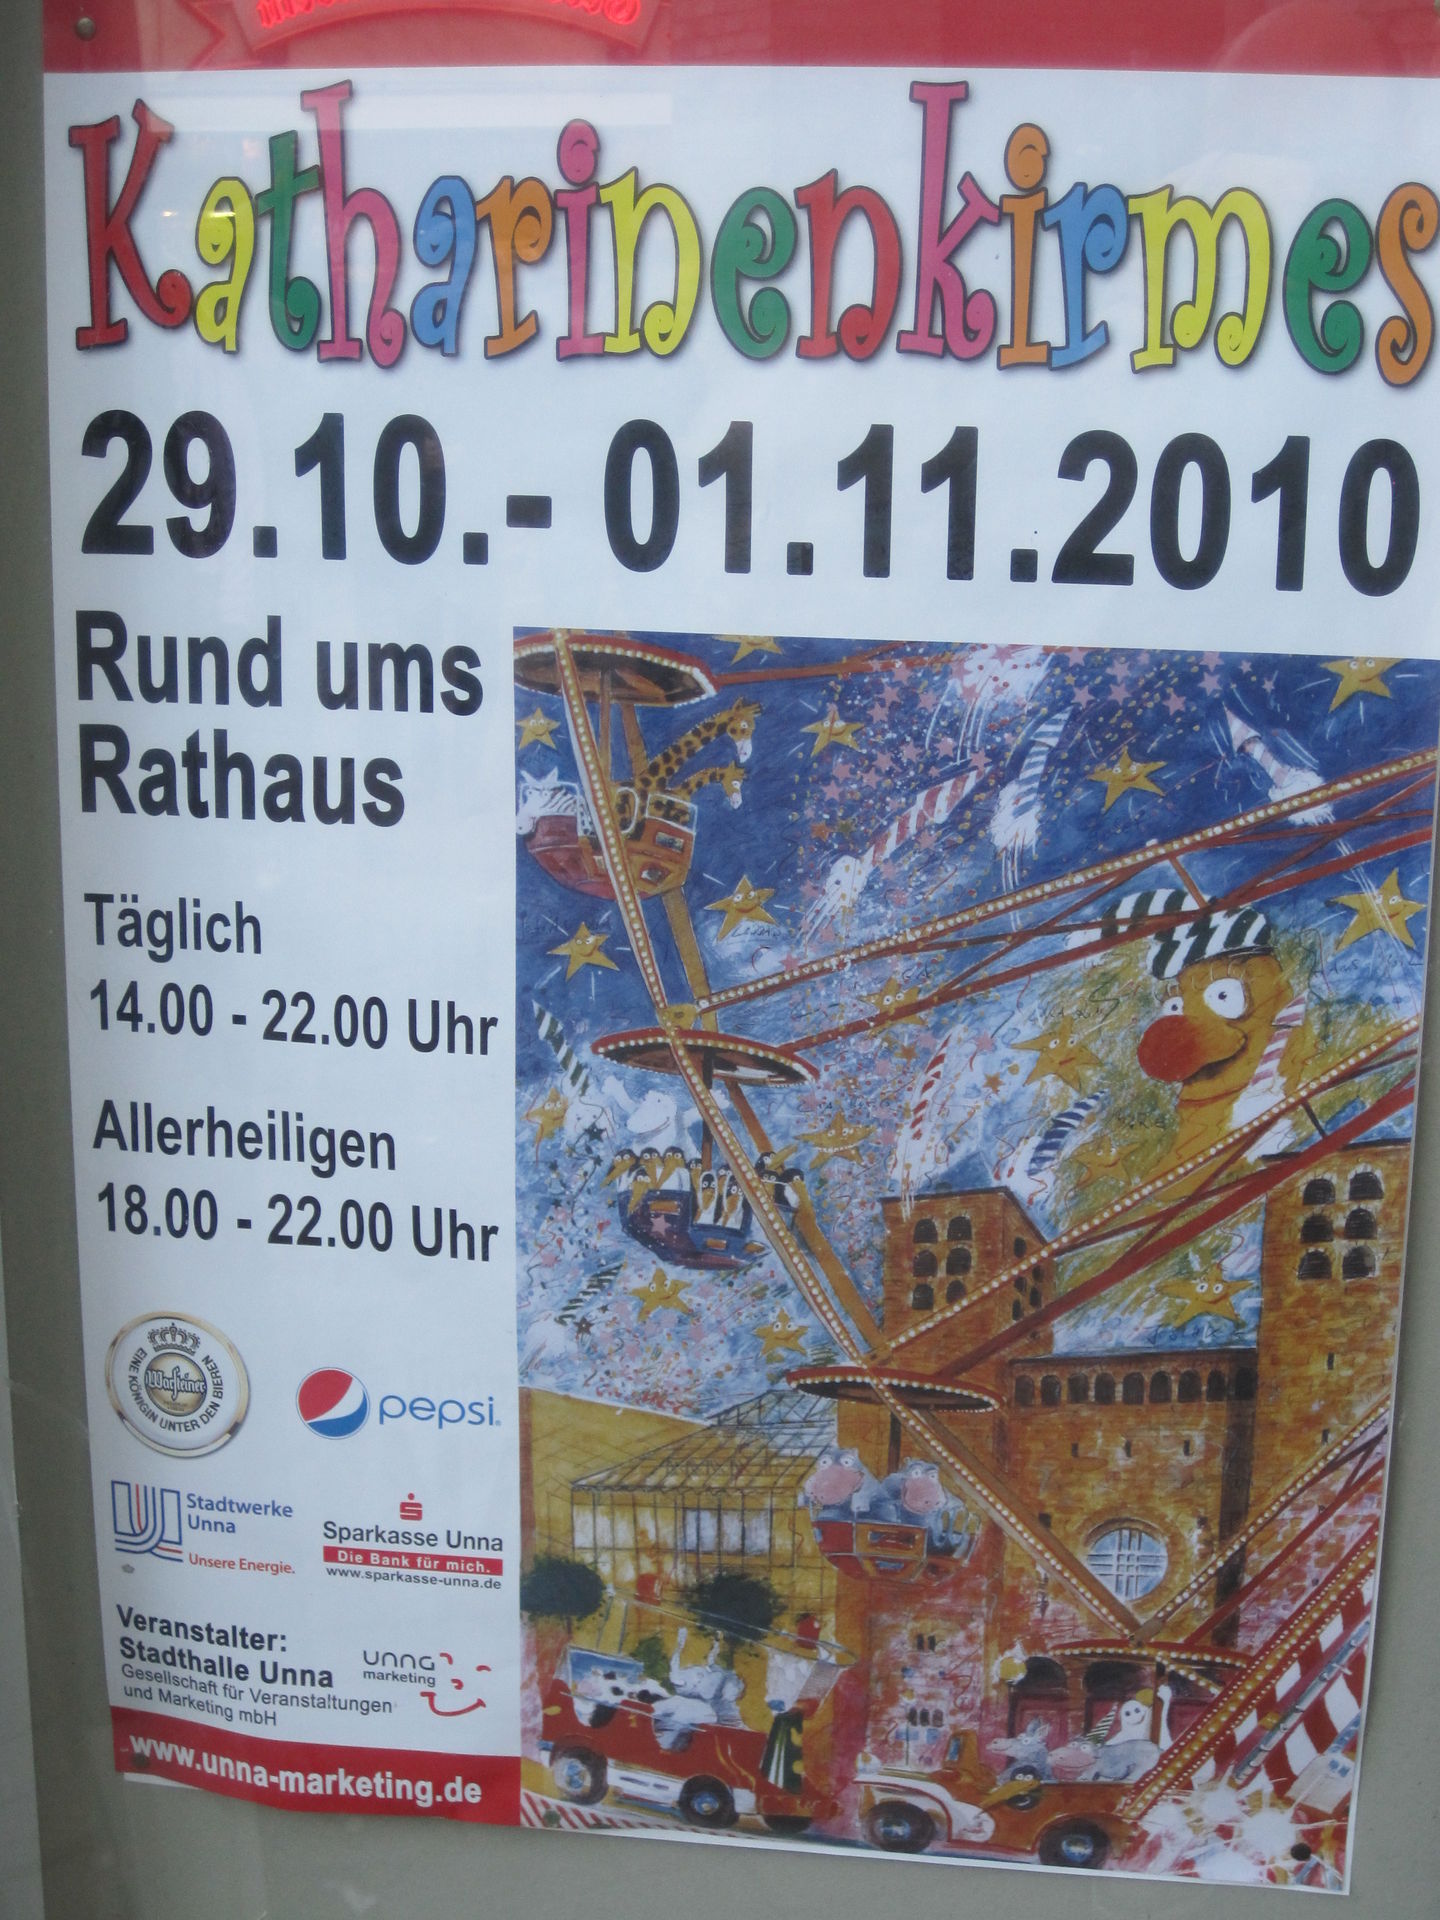 Katharinenkirmes
29.10.- 01.11.2010
Rund ums
Rathaus
Täglich
14.00 - 22.00 Uhr
Allerheiligen
18.00 - 22.00 Uhr
Warsteiner
EINE KÖNIGIN UNTER DEN BIEREN
pepsi
Stadtwerke
Unna
Unsere Energie.
Sparkasse Unna
Die Bank für mich.
www.sparkasse-unna.de
Veranstalter:
Stadthalle Unna
Gesellschaft für Veranstaltungen
und Marketing mbH
unna
marketing
www.unna-marketing.de